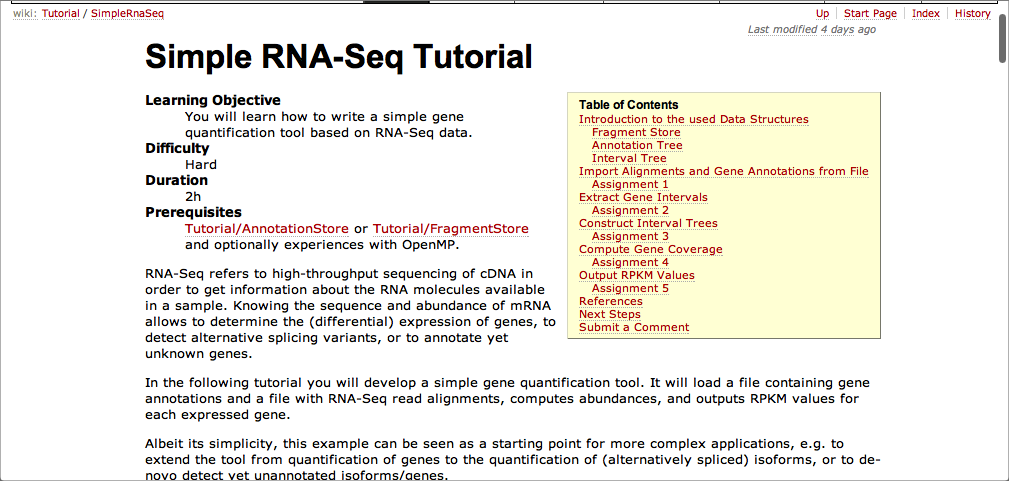 wiki: Tutorial / SimpleRnaSeq
Up | Start Page | Index | History
Last modified 4 days ago
Simple RNA-Seq Tutorial
Learning Objective
You will learn how to write a simple gene
quantification tool based on RNA-Seq data.
Difficulty
Hard
Duration
2h
Prerequisites
Tutorial/AnnotationStore or Tutorial/FragmentStore
and optionally experiences with OpenMP.
Table of Contents
Introduction to the used Data Structures
Fragment Store
Annotation Tree
Interval Tree
Import Alignments and Gene Annotations from File
Assignment 1
Extract Gene Intervals
Assignment 2
Construct Interval Trees
Assignment 3
Compute Gene Coverage
Assignment 4
Output RPKM Values
Assignment 5
References
Next Steps
Submit a Comment
RNA-Seq refers to high-throughput sequencing of cDNA in
order to get information about the RNA molecules available
in a sample. Knowing the sequence and abundance of mRNA
allows to determine the (differential) expression of genes, to
detect alternative splicing variants, or to annotate yet
unknown genes.
In the following tutorial you will develop a simple gene quantification tool. It will load a file containing gene
annotations and a file with RNA-Seq read alignments, computes abundances, and outputs RPKM values for
each expressed gene.
Albeit its simplicity, this example can be seen as a starting point for more complex applications, e.g. to
extend the tool from quantification of genes to the quantification of (alternatively spliced) isoforms, or to de-
novo detect yet unannotated isoforms/genes.